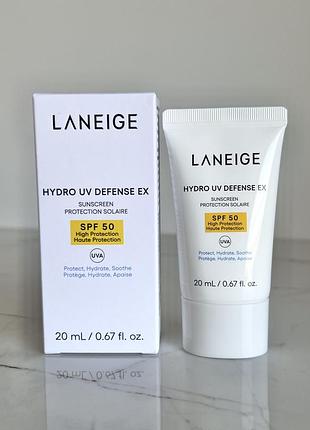 LANEIGE
HYDRO UV DEFENSE EX
SUNSCREEN
PROTECTION SOLAIRE
SPF 50
High Protection
Haute Protection
UVA
Protect, Hydrate, Soothe
Protège, Hydrate, Apaise
20 mL / 0.67 fl. oz.
LANEIGE
HYDRO UV DEFENSE EX
SUNSCREEN
PROTECTION SOLAIRE
SPF 50
High Protection
Haute Protection
UVA
Protect, Hydrate, Soothe
Protège, Hydrate, Apaise
20 mL / 0.67 fl. oz.